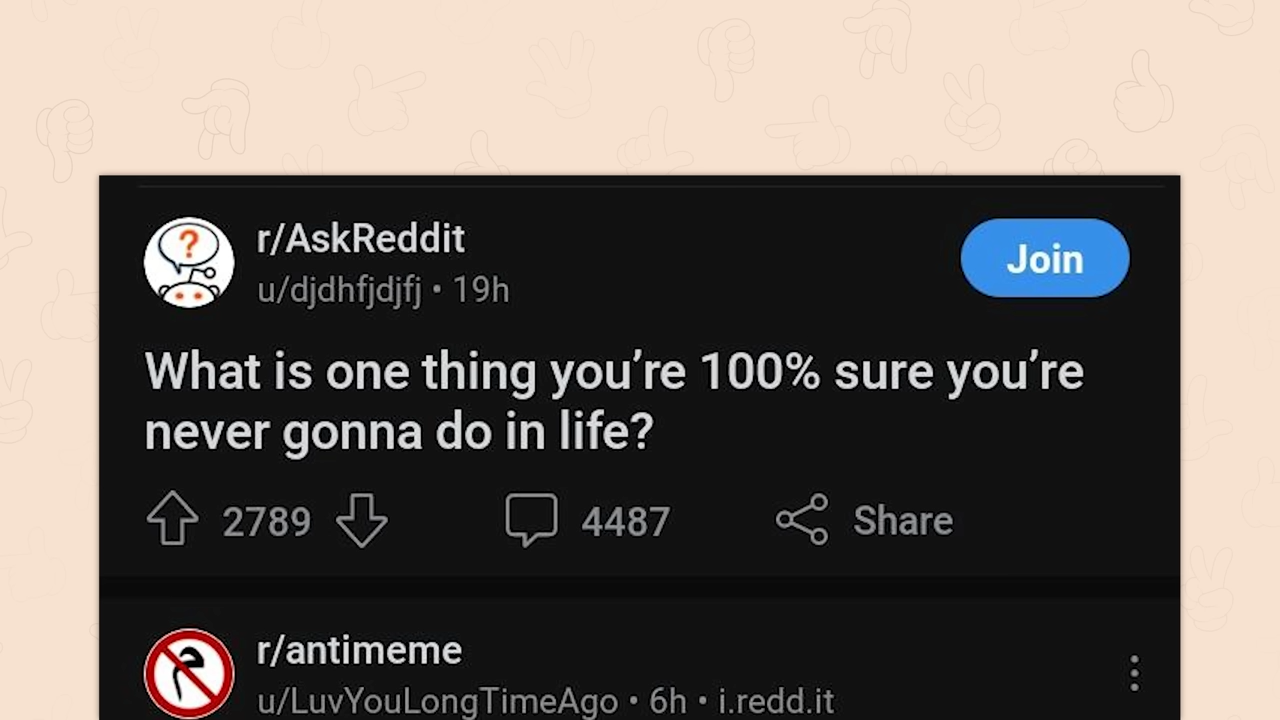 r/AskReddit
u/djdhfjdjfj • 19h
Join
What is one thing you’re 100% sure you’re
never gonna do in life?
2789
4487
Share
r/antimeme
u/LuvYouLongTimeAgo • 6h • i.redd.it